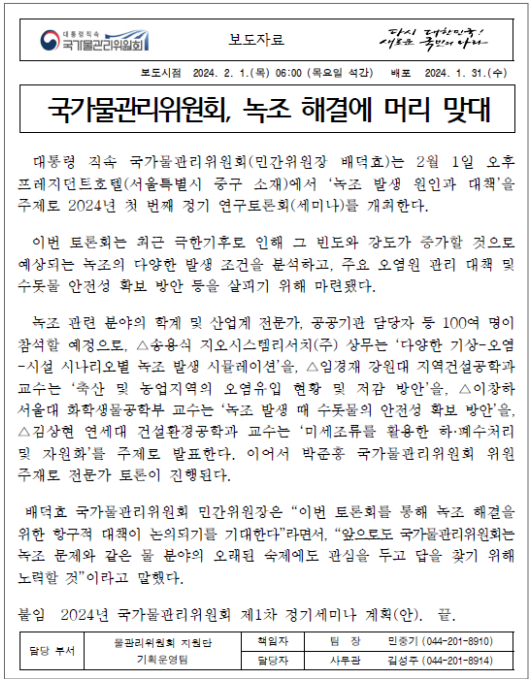 대통령직속
국가물관리위원회
보도자료
다시 대한민국!
새로운 국민의 나라
보도시점 2024. 2. 1.(목) 06:00 (목요일 석간) 배포 2024. 1. 31.(수)
국가물관리위원회, 녹조 해결에 머리 맞대
대통령 직속 국가물관리위원회(민간위원장 배덕효)는 2월 1일 오후
프레지던트호텔(서울특별시 중구 소재)에서 ‘녹조 발생 원인과 대책’을
주제로 2024년 첫 번째 정기 연구토론회(세미나)를 개최한다.
이번 토론회는 최근 극한기후로 인해 그 빈도와 강도가 증가할 것으로
예상되는 녹조의 다양한 발생 조건을 분석하고, 주요 오염원 관리 대책 및
수돗물 안전성 확보 방안 등을 살피기 위해 마련됐다.
녹조 관련 분야의 학계 및 산업계 전문가, 공공기관 담당자 등 100여 명이
참석할 예정으로, △송용식 지오시스템리서치(주) 상무는 ‘다양한 기상-오염
-시설 시나리오별 녹조 발생 시뮬레이션’을, △임경재 강원대 지역건설공학과
교수는 ‘축산 및 농업지역의 오염유입 현황 및 저감 방안’을, △이창하
서울대 화학생물공학부 교수는 ‘녹조 발생 때 수돗물의 안전성 확보 방안’을,
△김상현 연세대 건설환경공학과 교수는 ‘미세조류를 활용한 하·폐수처리
및 자원화’를 주제로 발표한다. 이어서 박준홍 국가물관리위원회 위원
주재로 전문가 토론이 진행된다.
배덕효 국가물관리위원회 민간위원장은 “이번 토론회를 통해 녹조 해결을
위한 항구적 대책이 논의되기를 기대한다”라면서, “앞으로도 국가물관리위원회는
녹조 문제와 같은 물 분야의 오래된 숙제에도 관심을 두고 답을 찾기 위해
노력할 것”이라고 말했다.
붙임 2024년 국가물관리위원회 제1차 정기세미나 계획(안). 끝.
담당 부서 물관리위원회 지원단 책임자 팀 장 민중기 (044-201-8910)
기획운영팀 담당자 사무관 김성주 (044-201-8914)